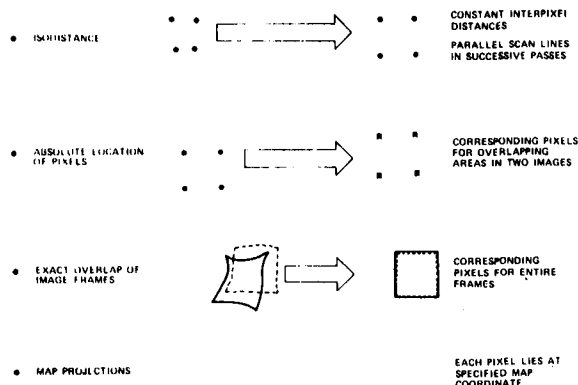 CONSTANT INTERPIXEL
DISTANCES
• ISODISTANCE
PARALLEL SCAN LINES
IN SUCCESSIVE PASSES
• ABSOLUTE LOCATION
OF PIXELS
CORRESPONDING PIXELS
FOR OVERLAPPING
AREAS IN TWO IMAGES
• EXACT OVERLAP OF
IMAGE FRAMES
CORRESPONDING
PIXELS FOR ENTIRE
FRAMES
• MAP PROJECTIONS
EACH PIXEL LIES AT
SPECIFIED MAP
COORDINATE